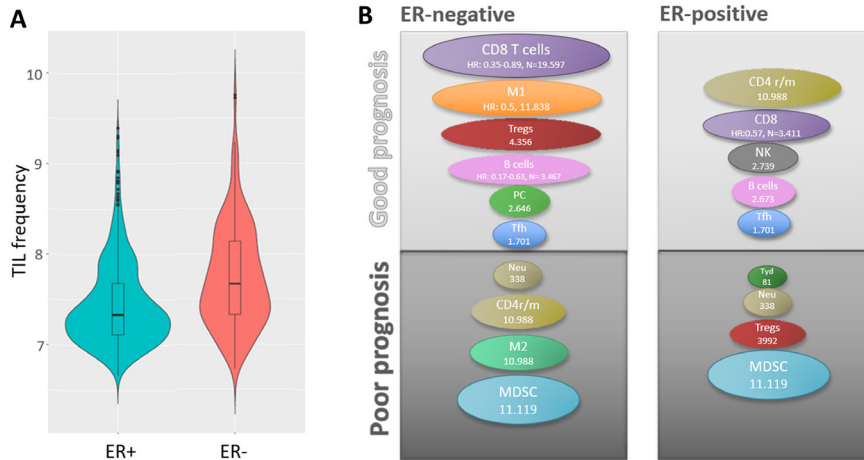 A
TIL frequency
10
9
8
7
ER+
ER-
B
ER-negative
ER-positive
Good prognosis
Poor prognosis
CD8 T cells
HR: 0.35-0.89, N=19.597
M1
HR: 0.5, 11.838
Tregs
4.356
B cells
HR: 0.17-0.63, N= 3.467
PC
2.646
Tfh
1.701
Neu
338
CD4r/m
10.988
M2
10.988
MDSC
11.119
CD4 r/m
10.988
CD8
HR:0.57, N=3.411
NK
2.739
B cells
2.673
Tfh
1.701
Tyd
81
Neu
338
Tregs
3992
MDSC
11.119